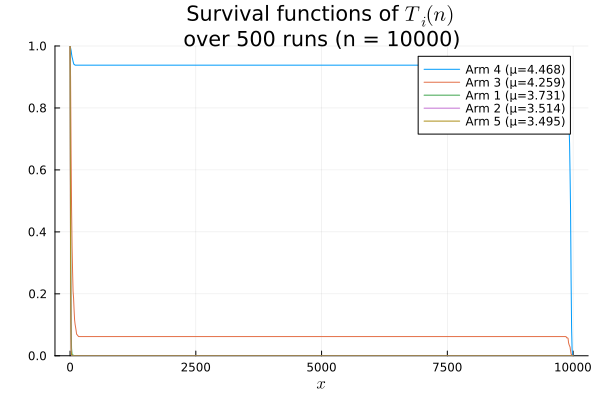 Survival functions of T_i(n)
over 500 runs (n = 10000)
1.0
0.8
0.6
0.4
0.2
0.0
Arm 4 (μ=4.468)
Arm 3 (μ=4.259)
Arm 1 (μ=3.731)
Arm 2 (μ=3.514)
Arm 5 (μ=3.495)
0 2500 5000 7500 10000
x